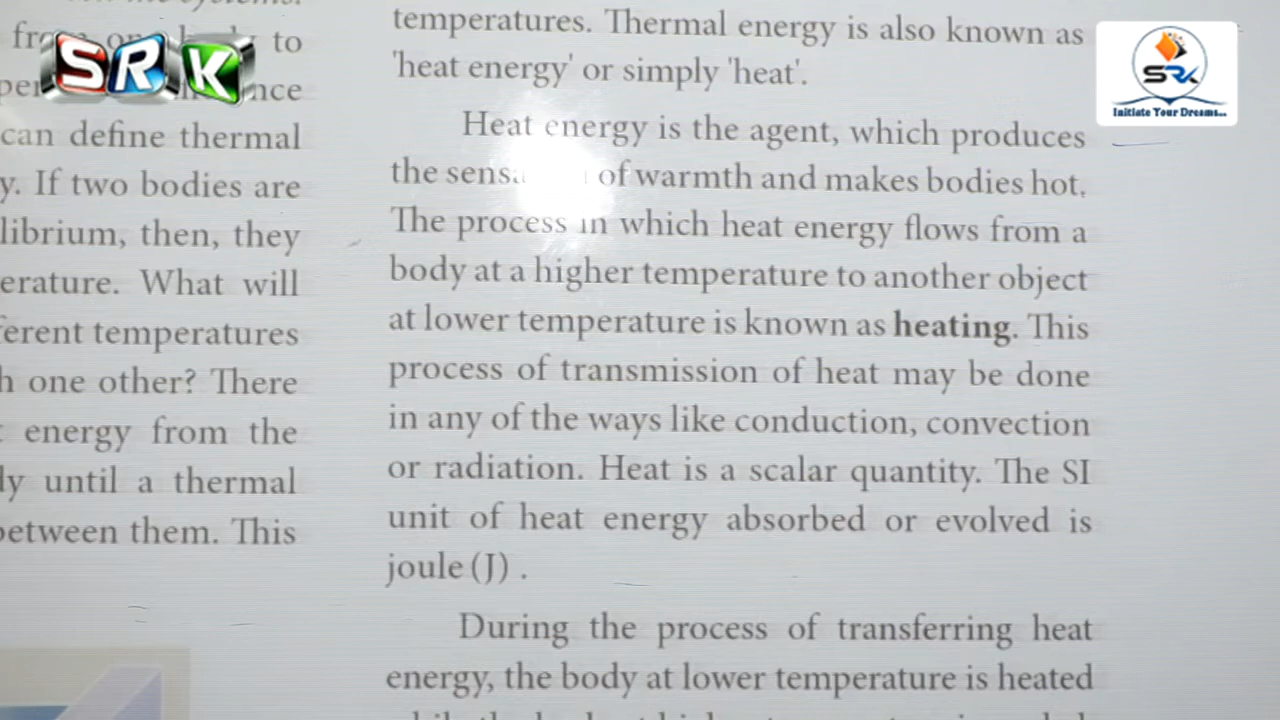 to
can define thermal
y. If two bodies are
librium, then, they
erature. What will
ferent temperatures
h one other? There
energy from the
ly until a thermal
between them. This
temperatures. Thermal energy is also known as
'heat energy' or simply 'heat'.
Heat energy is the agent, which produces
the of warmth and makes bodies hot.
The process in which heat energy flows from a
body at a higher temperature to another object
at lower temperature is known as heating. This
process of transmission of heat may be done
in any of the ways like conduction, convection
or radiation. Heat is a scalar quantity. The SI
unit of heat energy absorbed or evolved is
joule (J) .
During the process of transferring heat
energy, the body at lower temperature is heated
SRK
SRK
Initiate Your Dreams...